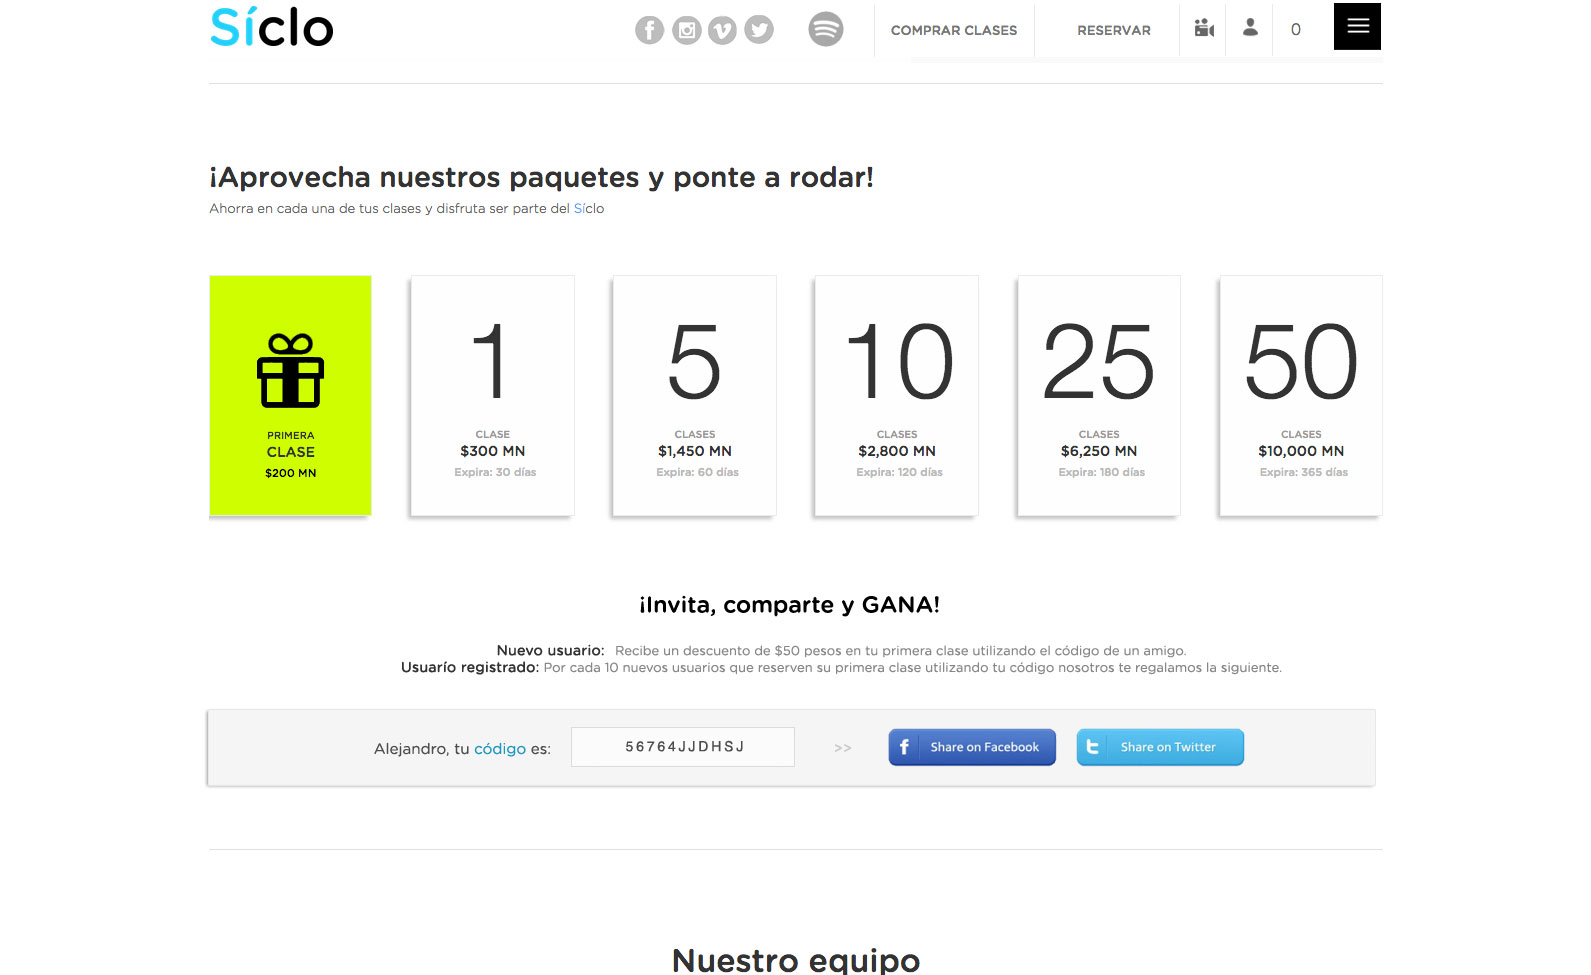 Síclo
COMPRAR CLASES
RESERVAR
0
¡Aprovecha nuestros paquetes y ponte a rodar!
Ahorra en cada una de tus clases y disfruta ser parte del Síclo
PRIMERA
CLASE
$200 MN
1
CLASE
$300 MN
Expira: 30 días
5
CLASES
$1,450 MN
Expira: 60 días
10
CLASES
$2,800 MN
Expira: 120 días
25
CLASES
$6,250 MN
Expira: 180 días
50
CLASES
$10,000 MN
Expira: 365 días
¡Invita, comparte y GANA!
Nuevo usuario: Recibe un descuento de $50 pesos en tu primera clase utilizando el código de un amigo.
Usuarío registrado: Por cada 10 nuevos usuarios que reserven su primera clase utilizando tu código nosotros te regalamos la siguiente.
Alejandro, tu código es:
56764JJDHSJ
>>
Share on Facebook
Share on Twitter
Nuestro equipo